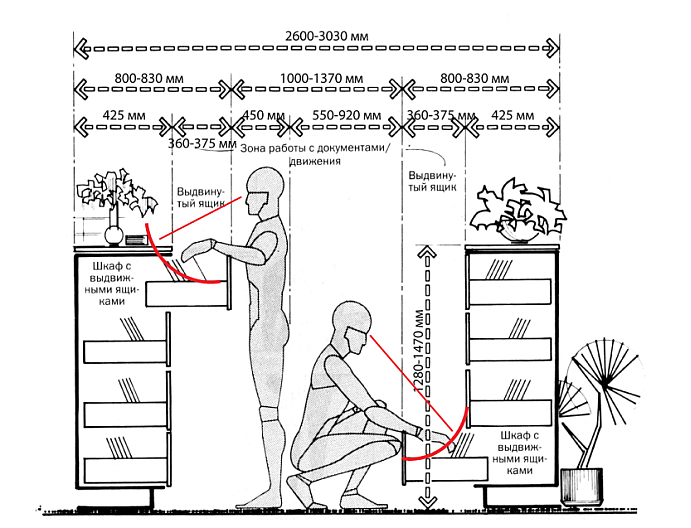 2600-3030 мм
800-830 мм
1000-1370 мм
800-830 мм
425 мм
360-375 мм
450 мм
550-920 мм
360-375 мм
425 мм
Зона работы с документами/
движения
Выдвину-
тый ящик
Выдвину-
тый ящик
Шкаф с
выдвиж-
ными ящи-
ками
1280-1470 мм
Шкаф с
выдвиж-
ными ящи-
ками